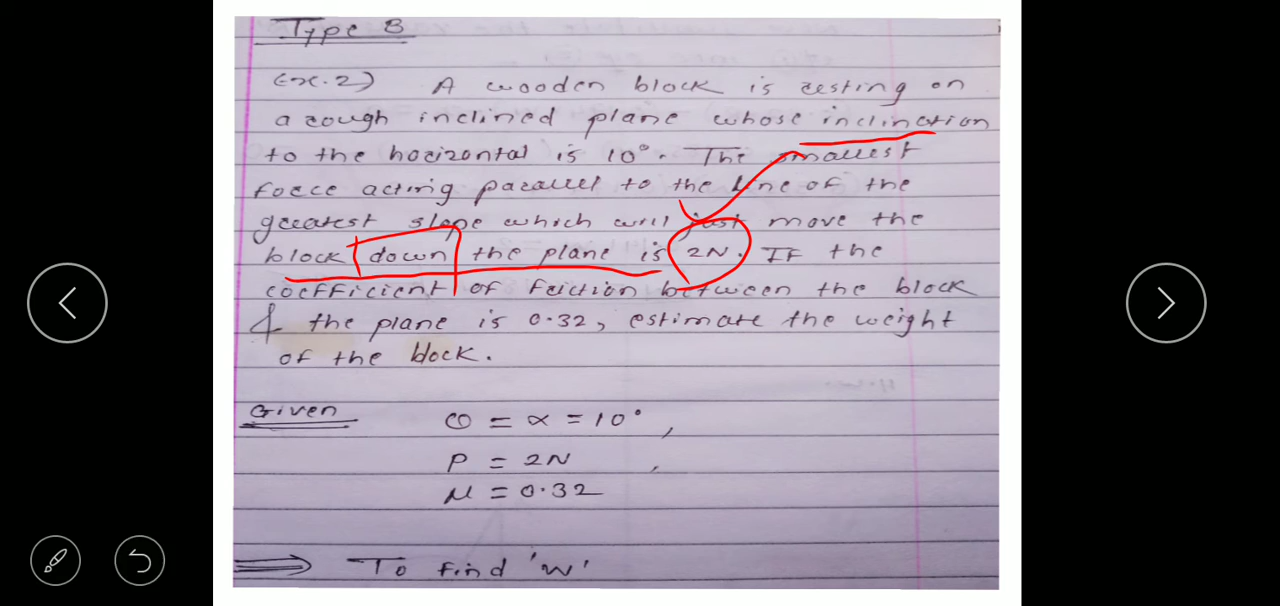 Type B
Ex.2) A wooden block is resting on
a rough inclined plane whose inclination
to the horizontal is 10°. The smallest
force acting parallel to the line of the
greatest slope which will just move the
block down the plane is 2N. If the
coefficient of friction between the block
& the plane is 0.32, estimate the weight
of the block.
Given
θ = α = 10°,
P = 2N,
μ = 0.32
⟹ To find 'W'